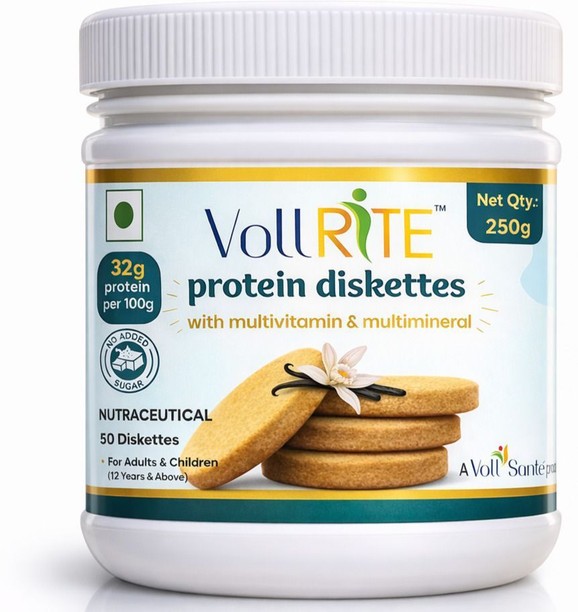 VollRITE™
Net Qty.:
250g
32g
protein
per 100g
protein diskettes
with multivitamin & multimineral
NO ADDED
SUGAR
NUTRACEUTICAL
50 Diskettes
• For Adults & Children
(12 Years & Above)
A Voll Santé